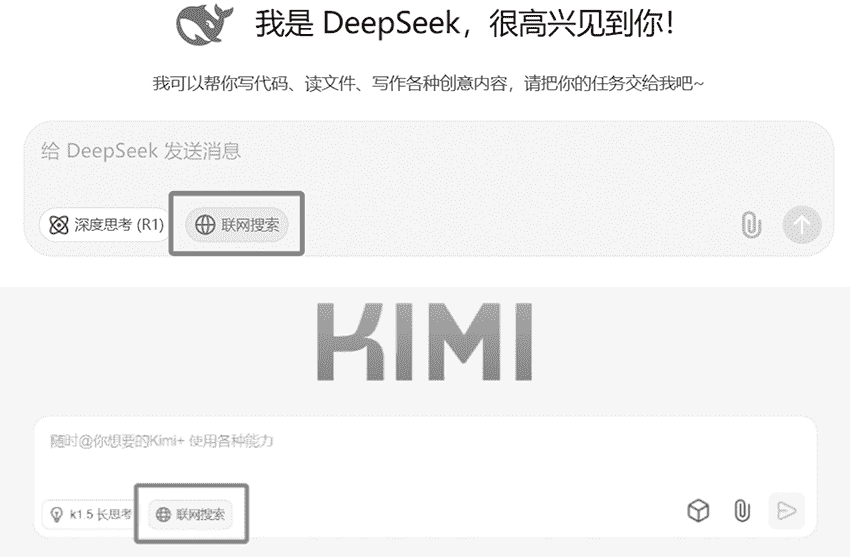 我是 DeepSeek，很高兴见到你！
我可以帮你写代码、读文件、写作各种创意内容，请把你的任务交给我吧~
给 DeepSeek 发送消息
深度思考 (R1) 联网搜索
KIMI
随时@你想要的Kimi+ 使用各种能力
k1.5 长思考 联网搜索